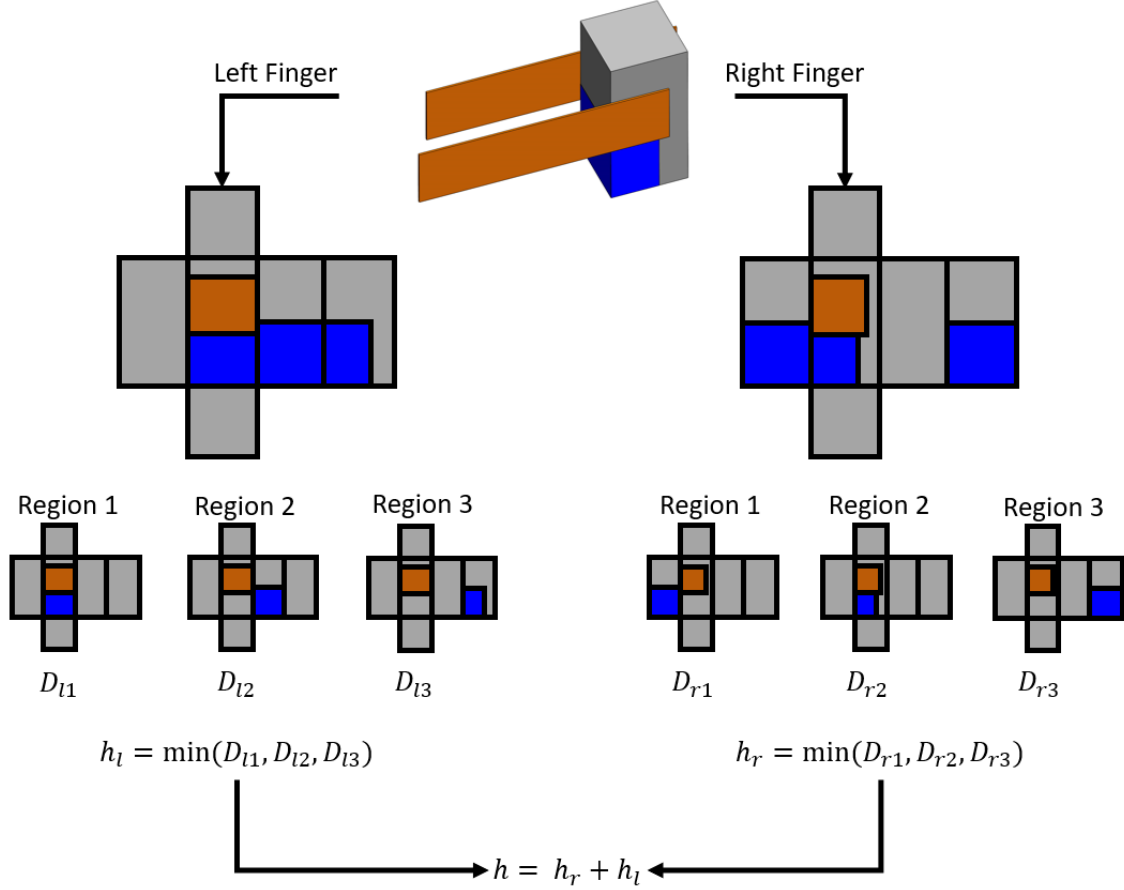 Left Finger
Right Finger
Region 1
Region 2
Region 3
Region 1
Region 2
Region 3
D_{l1}
D_{l2}
D_{l3}
D_{r1}
D_{r2}
D_{r3}
h_l = min(D_{l1}, D_{l2}, D_{l3})
h_r = min(D_{r1}, D_{r2}, D_{r3})
h = h_r + h_l